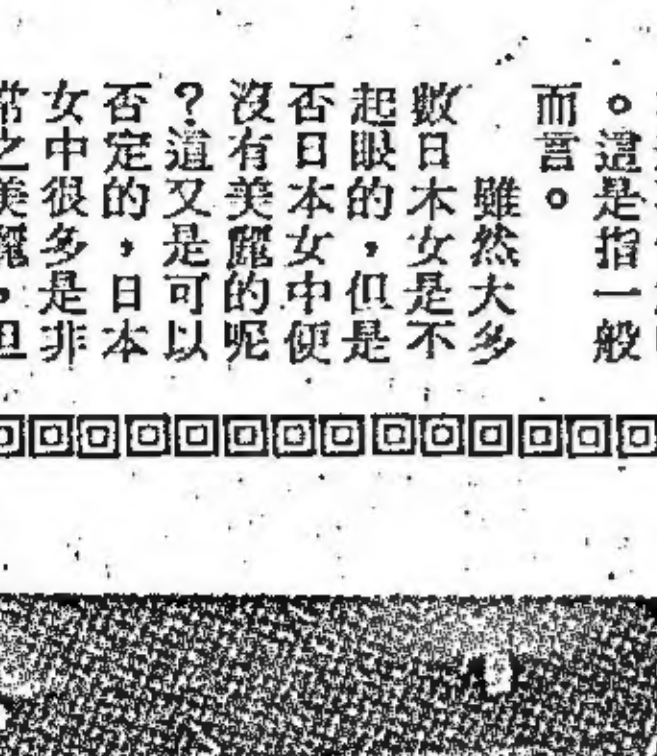 。這是指一般
而言。
雖然大多
數日木女是不
起眼的，但是
否日本女中便
沒有美麗的呢
？道又是可以
否定的，日本
女中很多是非
常之美麗，但